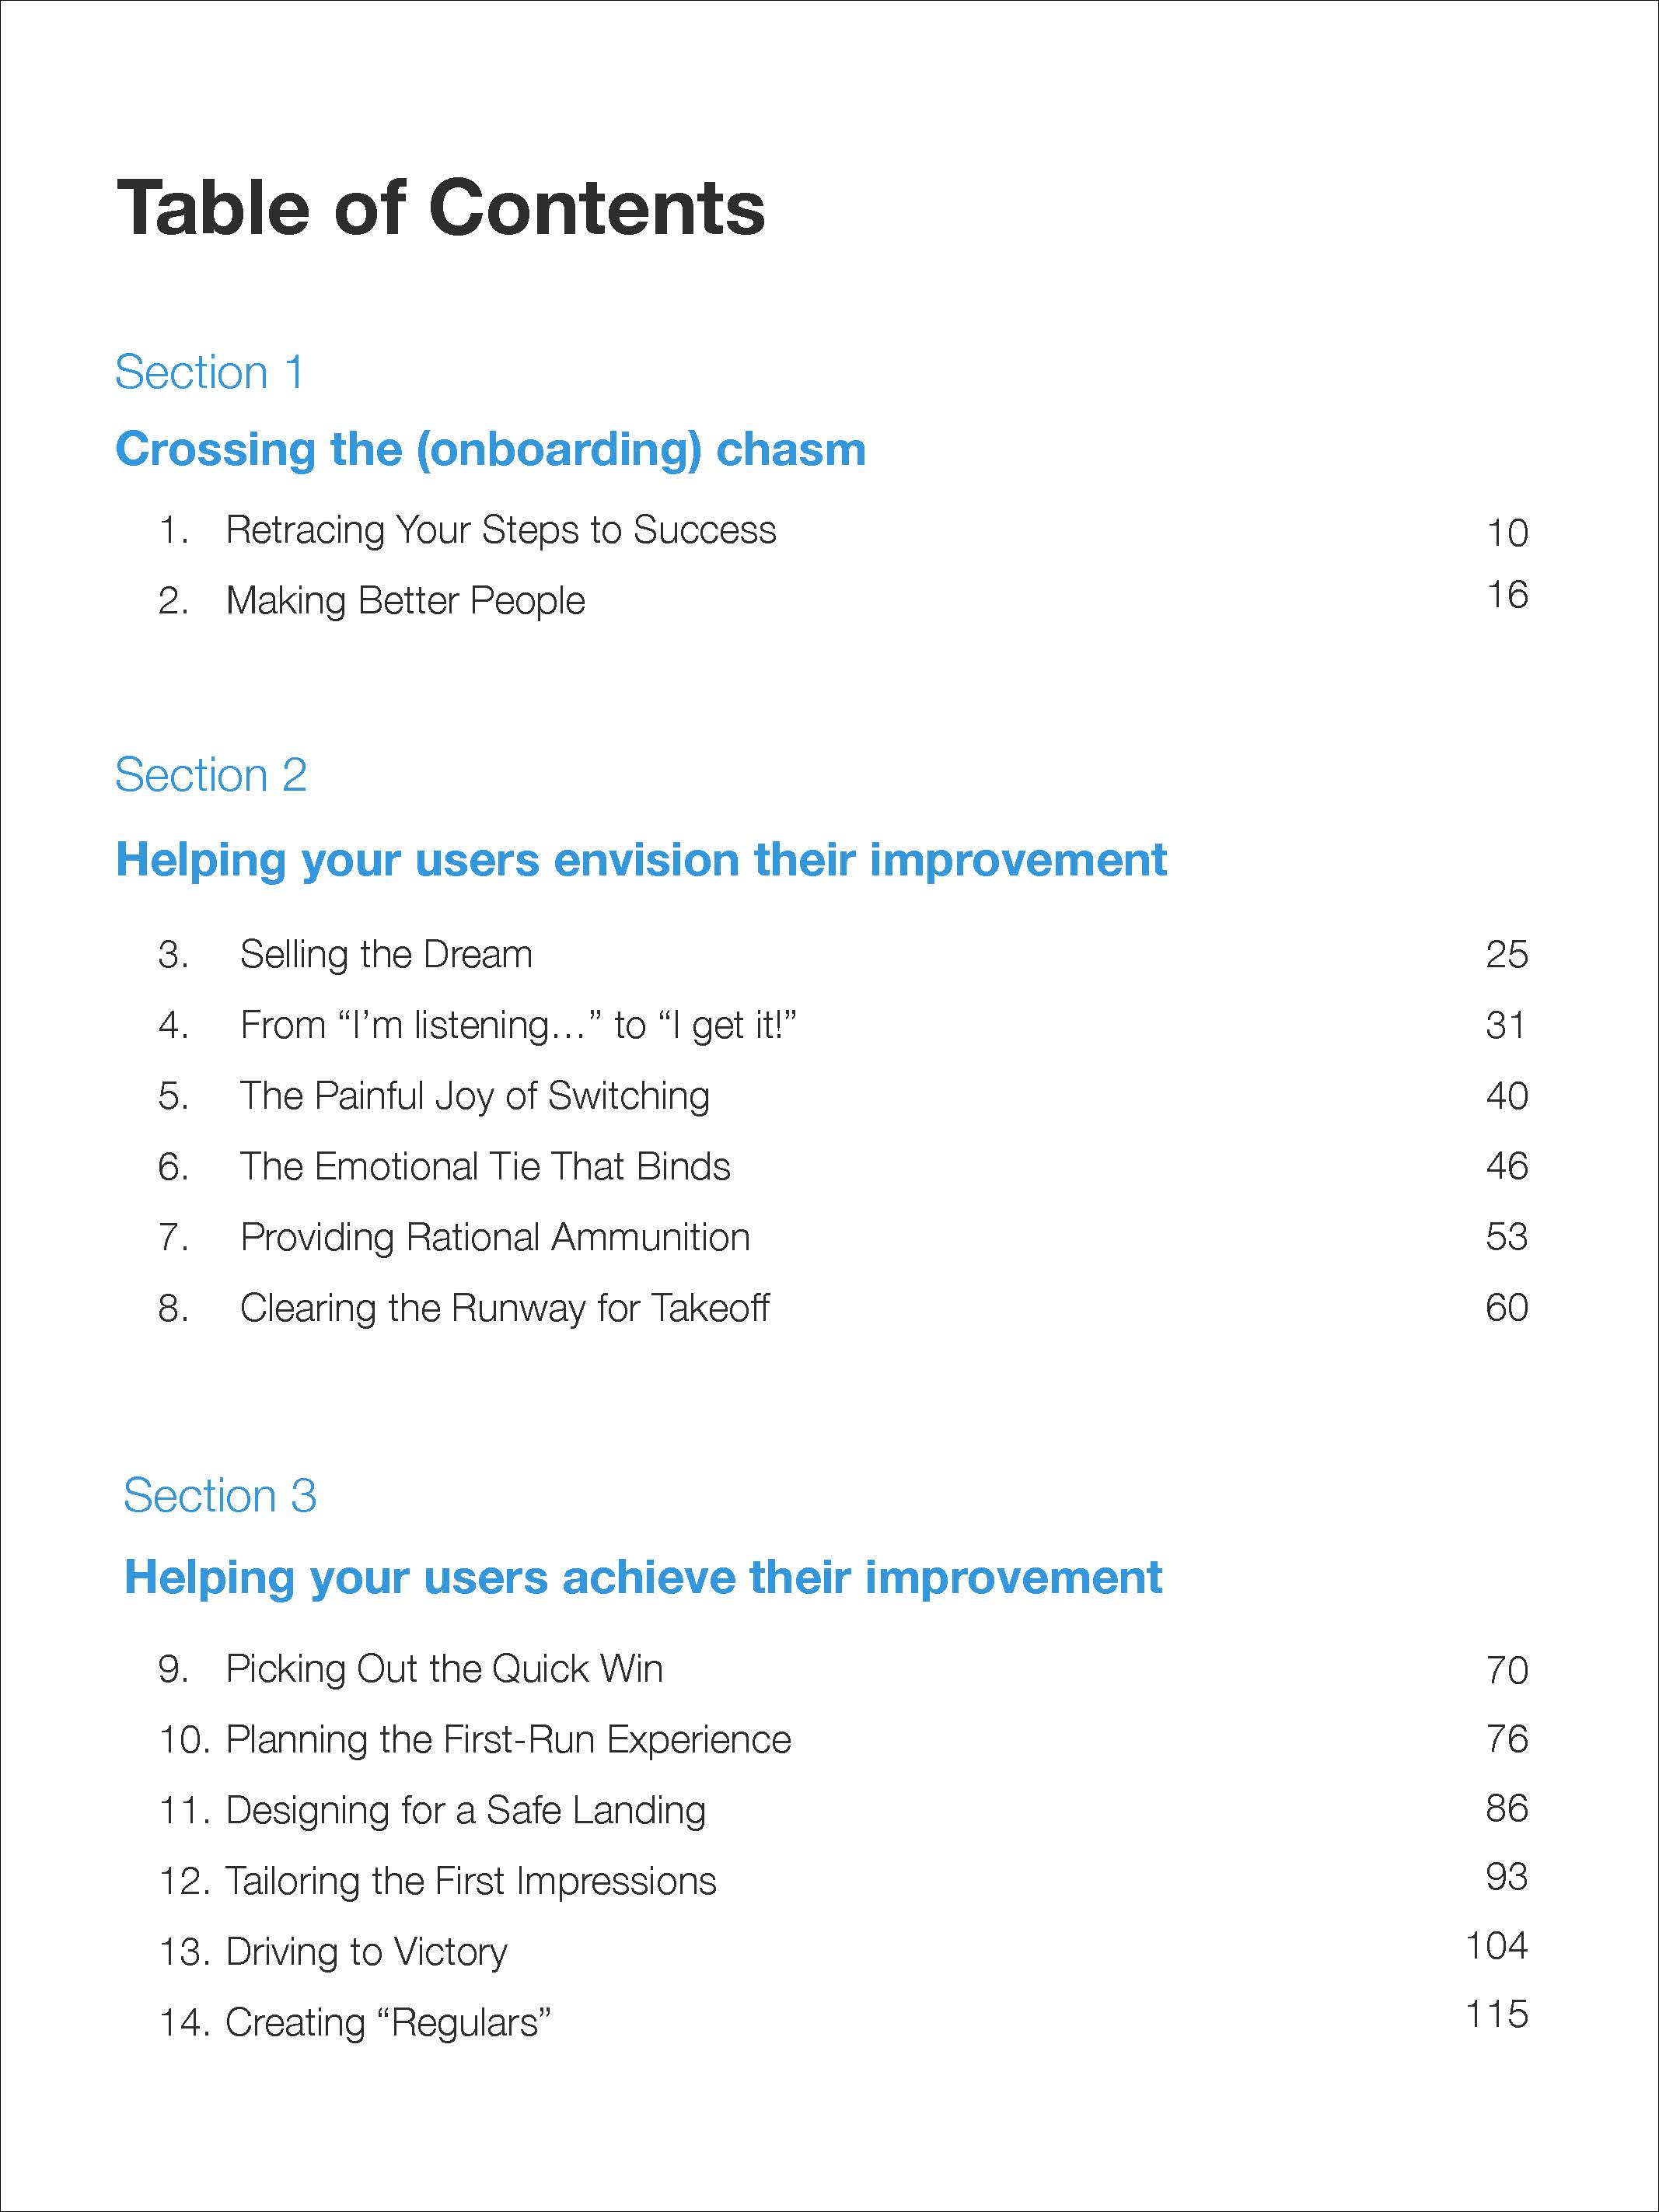 Table of Contents
Section 1
Crossing the (onboarding) chasm
1. Retracing Your Steps to Success 10
2. Making Better People 16
Section 2
Helping your users envision their improvement
3. Selling the Dream 25
4. From “I’m listening…” to “I get it!” 31
5. The Painful Joy of Switching 40
6. The Emotional Tie That Binds 46
7. Providing Rational Ammunition 53
8. Clearing the Runway for Takeoff 60
Section 3
Helping your users achieve their improvement
9. Picking Out the Quick Win 70
10. Planning the First-Run Experience 76
11. Designing for a Safe Landing 86
12. Tailoring the First Impressions 93
13. Driving to Victory 104
14. Creating “Regulars” 115